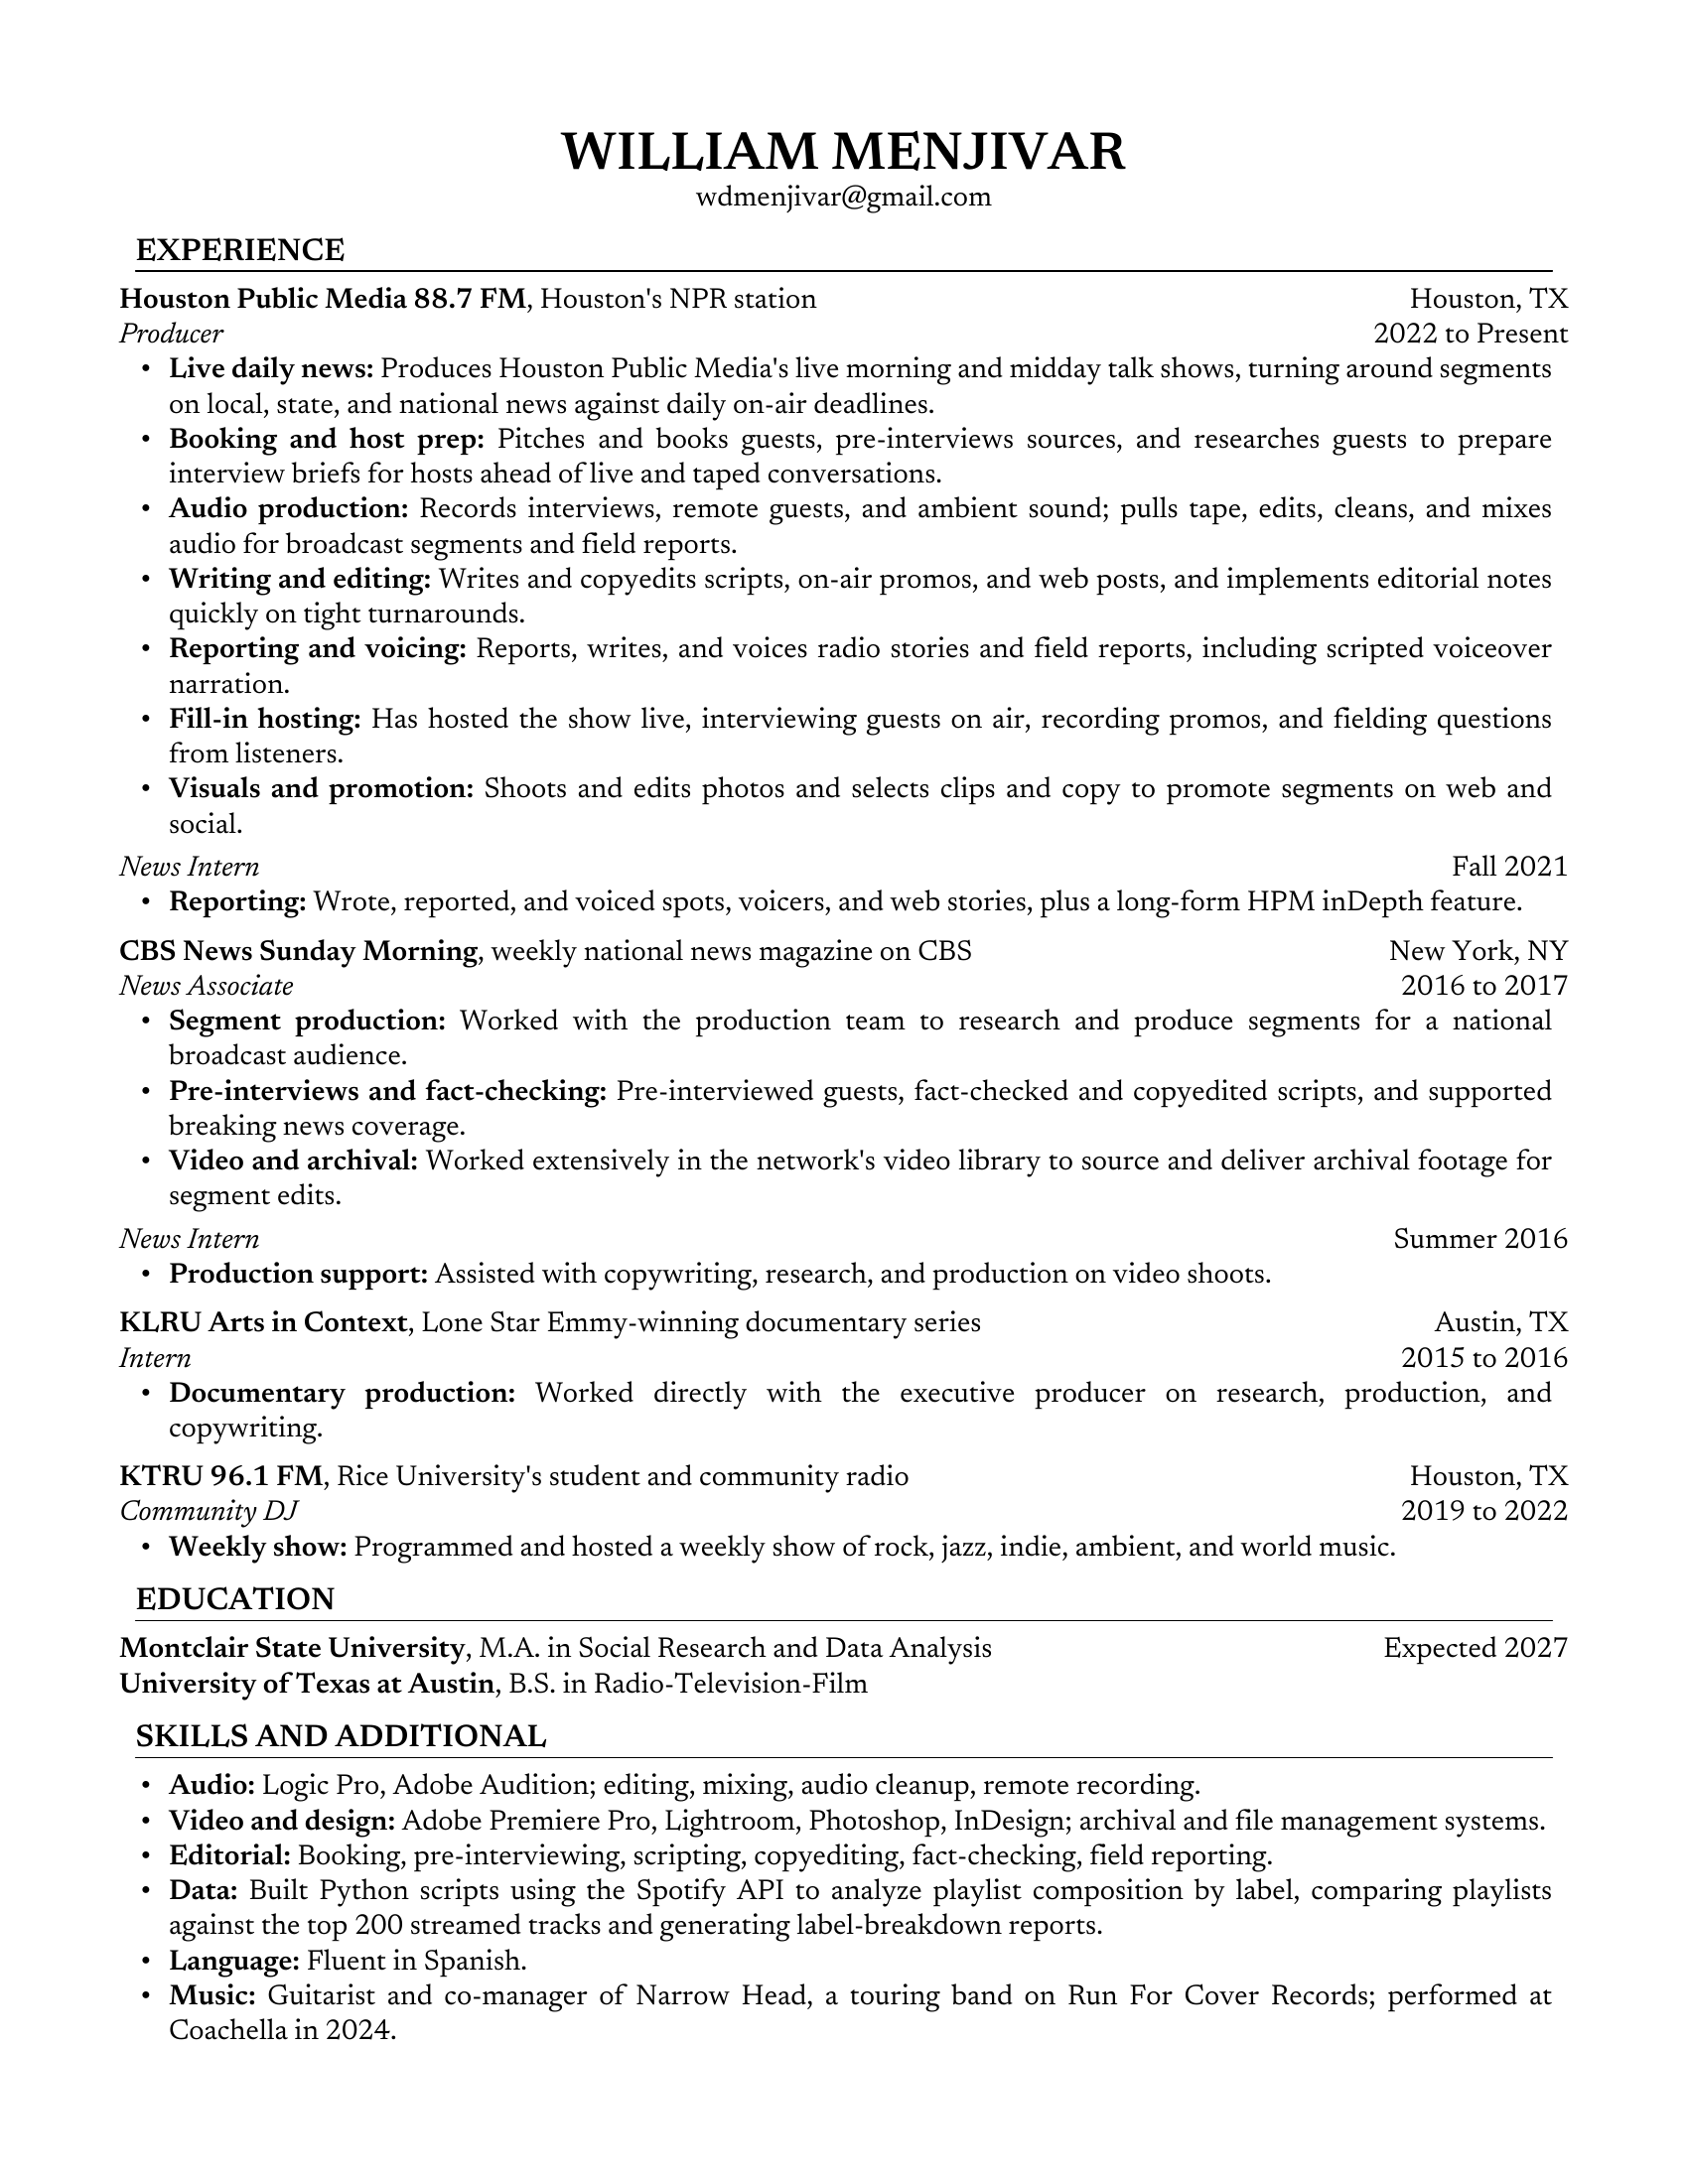 WILLIAM MENJIVAR
wdmenjivar@gmail.com
EXPERIENCE
Houston Public Media 88.7 FM, Houston's NPR station Houston, TX
Producer 2022 to Present
• Live daily news: Produces Houston Public Media's live morning and midday talk shows, turning around segments
on local, state, and national news against daily on-air deadlines.
• Booking and host prep: Pitches and books guests, pre-interviews sources, and researches guests to prepare
interview briefs for hosts ahead of live and taped conversations.
• Audio production: Records interviews, remote guests, and ambient sound; pulls tape, edits, cleans, and mixes
audio for broadcast segments and field reports.
• Writing and editing: Writes and copyedits scripts, on-air promos, and web posts, and implements editorial notes
quickly on tight turnarounds.
• Reporting and voicing: Reports, writes, and voices radio stories and field reports, including scripted voiceover
narration.
• Fill-in hosting: Has hosted the show live, interviewing guests on air, recording promos, and fielding questions
from listeners.
• Visuals and promotion: Shoots and edits photos and selects clips and copy to promote segments on web and
social.
News Intern Fall 2021
• Reporting: Wrote, reported, and voiced spots, voicers, and web stories, plus a long-form HPM inDepth feature.
CBS News Sunday Morning, weekly national news magazine on CBS New York, NY
News Associate 2016 to 2017
• Segment production: Worked with the production team to research and produce segments for a national
broadcast audience.
• Pre-interviews and fact-checking: Pre-interviewed guests, fact-checked and copyedited scripts, and supported
breaking news coverage.
• Video and archival: Worked extensively in the network's video library to source and deliver archival footage for
segment edits.
News Intern Summer 2016
• Production support: Assisted with copywriting, research, and production on video shoots.
KLRU Arts in Context, Lone Star Emmy-winning documentary series Austin, TX
Intern 2015 to 2016
• Documentary production: Worked directly with the executive producer on research, production, and
copywriting.
KTRU 96.1 FM, Rice University's student and community radio Houston, TX
Community DJ 2019 to 2022
• Weekly show: Programmed and hosted a weekly show of rock, jazz, indie, ambient, and world music.
EDUCATION
Montclair State University, M.A. in Social Research and Data Analysis Expected 2027
University of Texas at Austin, B.S. in Radio-Television-Film
SKILLS AND ADDITIONAL
• Audio: Logic Pro, Adobe Audition; editing, mixing, audio cleanup, remote recording.
• Video and design: Adobe Premiere Pro, Lightroom, Photoshop, InDesign; archival and file management systems.
• Editorial: Booking, pre-interviewing, scripting, copyediting, fact-checking, field reporting.
• Data: Built Python scripts using the Spotify API to analyze playlist composition by label, comparing playlists
against the top 200 streamed tracks and generating label-breakdown reports.
• Language: Fluent in Spanish.
• Music: Guitarist and co-manager of Narrow Head, a touring band on Run For Cover Records; performed at
Coachella in 2024.